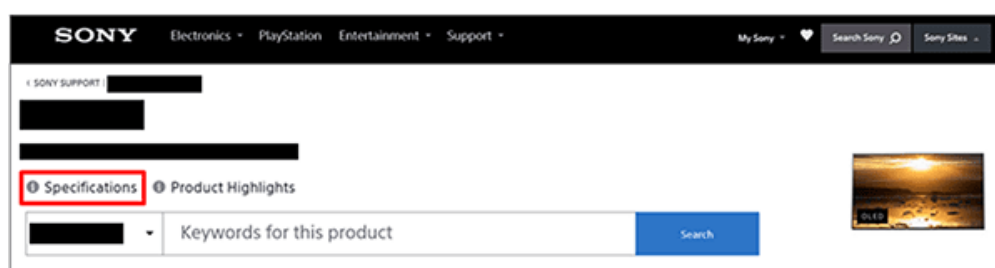 SONY Electronics PlayStation Entertainment Support My Sony Search Sony Sony Sites
< SONY SUPPORT |
Specifications Product Highlights
OLED
Keywords for this product Search